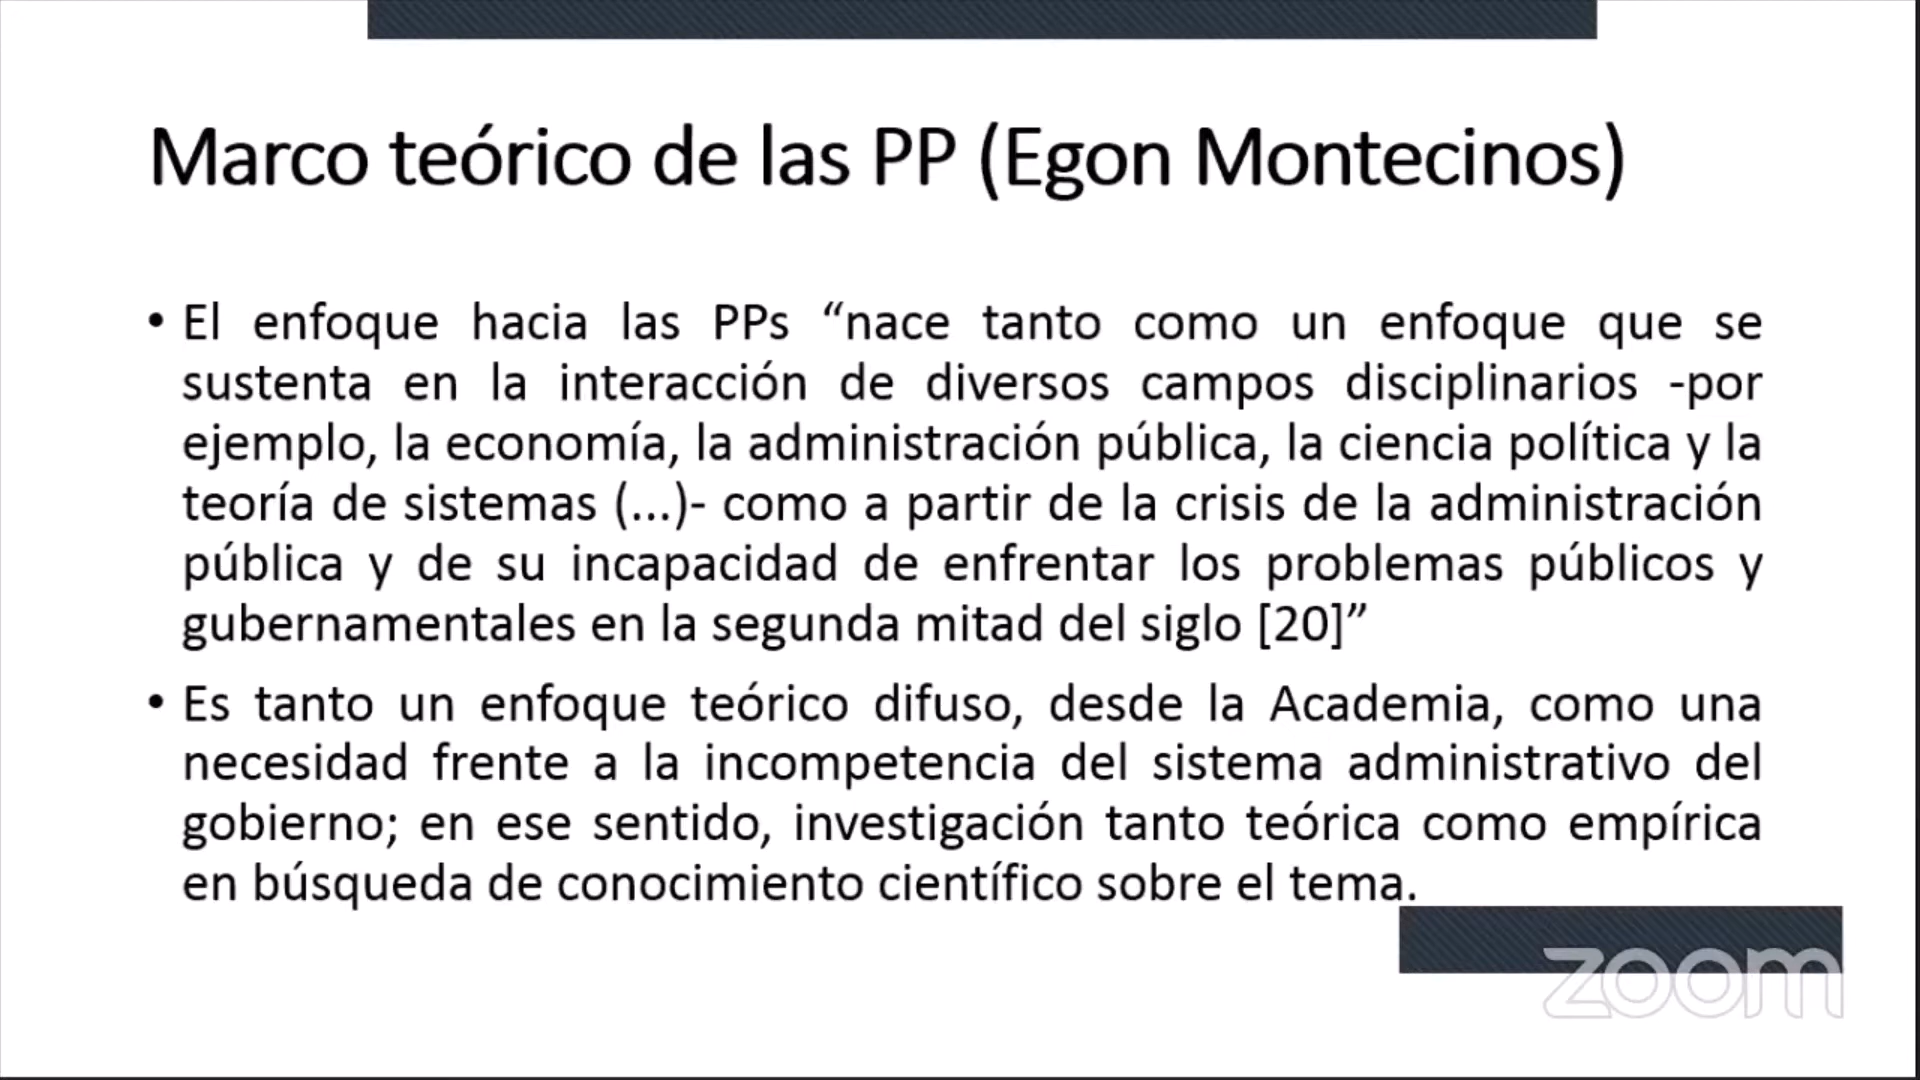 Marco teórico de las PP (Egon Montecinos)
• El enfoque hacia las PPs “nace tanto como un enfoque que se
sustenta en la interacción de diversos campos disciplinarios -por
ejemplo, la economía, la administración pública, la ciencia política y la
teoría de sistemas (...)- como a partir de la crisis de la administración
pública y de su incapacidad de enfrentar los problemas públicos y
gubernamentales en la segunda mitad del siglo [20]”
• Es tanto un enfoque teórico difuso, desde la Academia, como una
necesidad frente a la incompetencia del sistema administrativo del
gobierno; en ese sentido, investigación tanto teórica como empírica
en búsqueda de conocimiento científico sobre el tema.
zoom